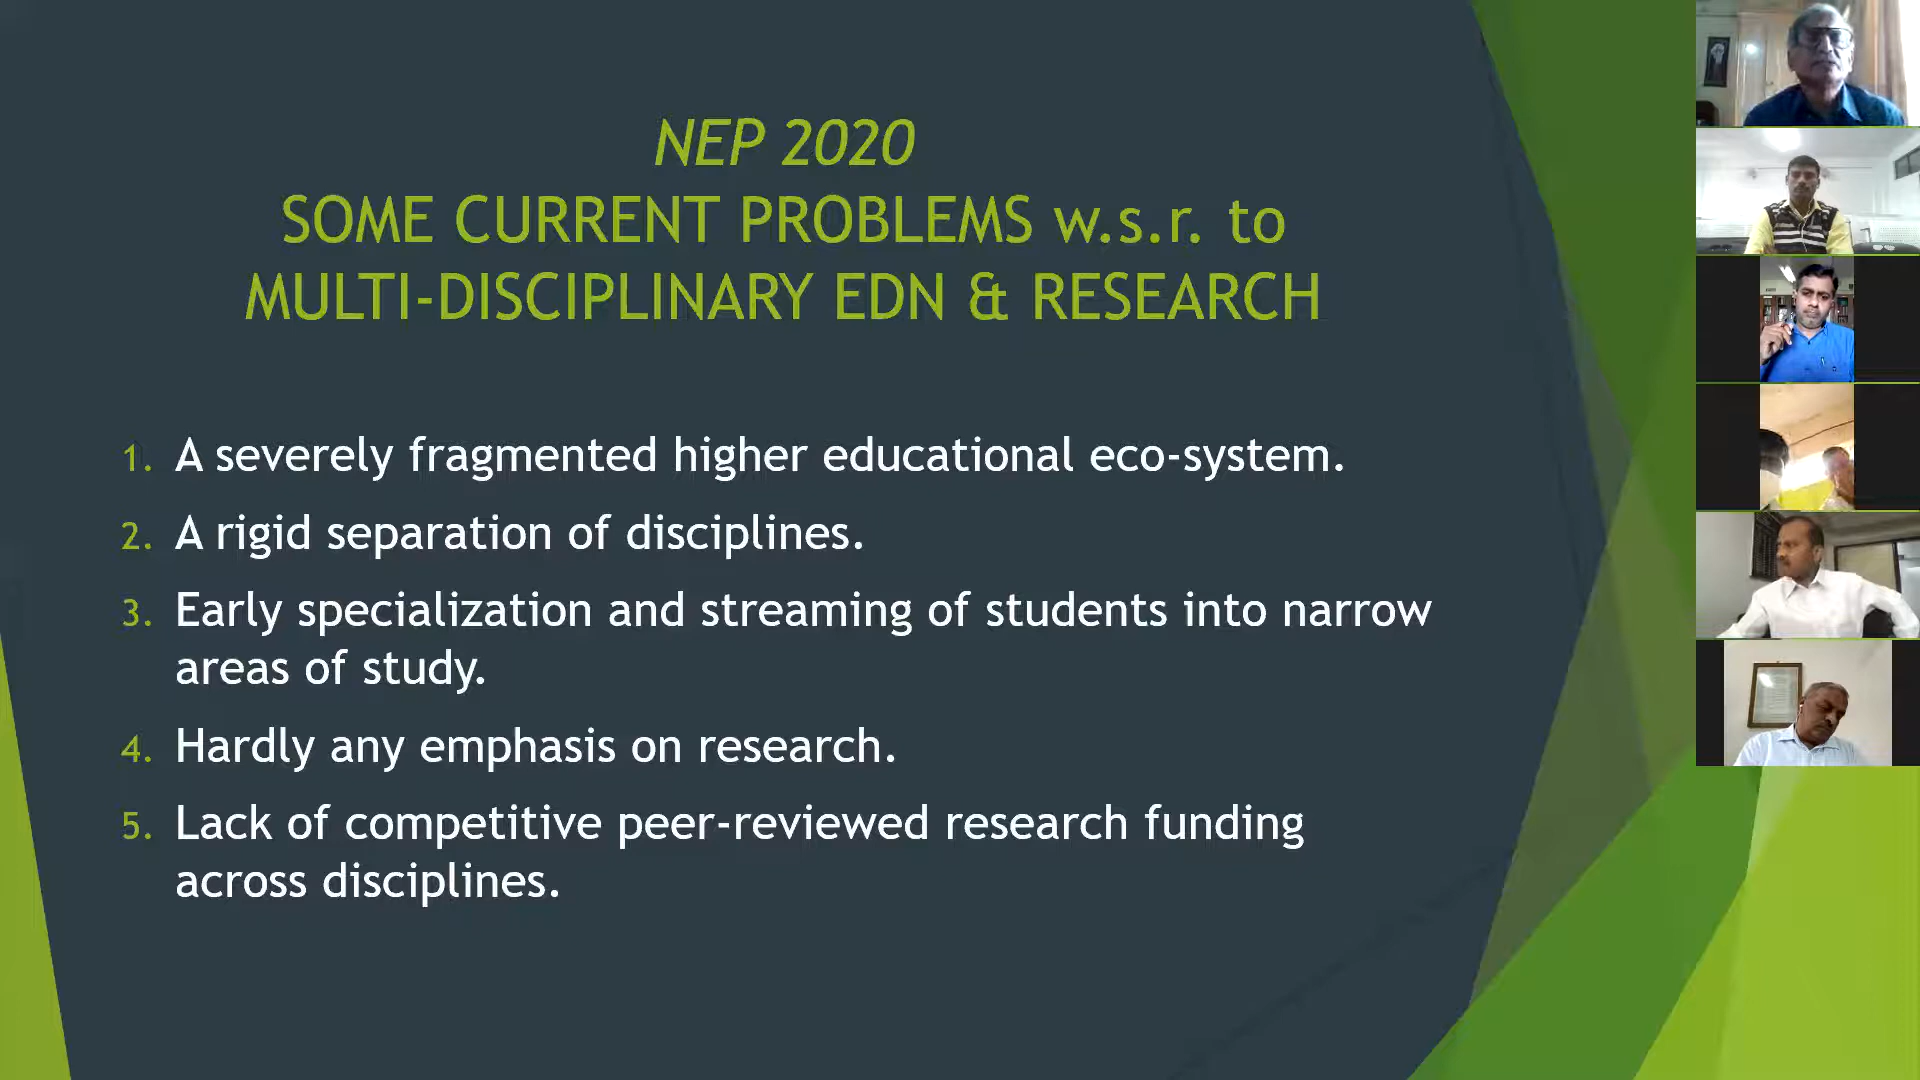 NEP 2020
SOME CURRENT PROBLEMS w.s.r. to
MULTI-DISCIPLINARY EDN & RESEARCH
1. A severely fragmented higher educational eco-system.
2. A rigid separation of disciplines.
3. Early specialization and streaming of students into narrow
areas of study.
4. Hardly any emphasis on research.
5. Lack of competitive peer-reviewed research funding
across disciplines.